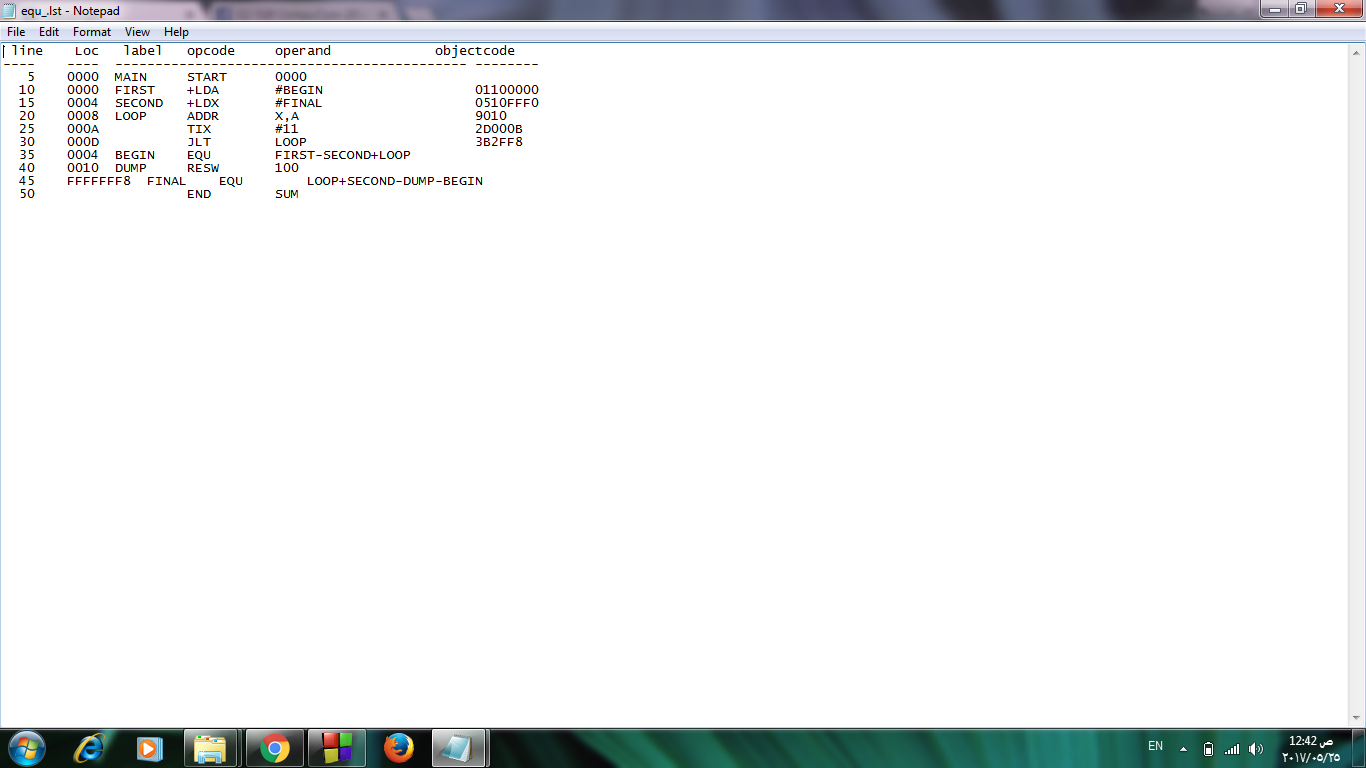 equ_.lst - Notepad
File Edit Format View Help
line Loc label opcode operand objectcode
---- ---- -------------------------------------------- --------
5 0000 MAIN START 0000
10 0000 FIRST +LDA #BEGIN 01100000
15 0004 SECOND +LDX #FINAL 0510FFF0
20 0008 LOOP ADDR X,A 9010
25 000A TIX #11 2D000B
30 000D JLT LOOP 3B2FF8
35 0004 BEGIN EQU FIRST-SECOND+LOOP
40 0010 DUMP RESW 100
45 FFFFFFF8 FINAL EQU LOOP+SECOND-DUMP-BEGIN
50 END SUM
EN
12:42 ص
٢٠١٧/٠٥/٢٥